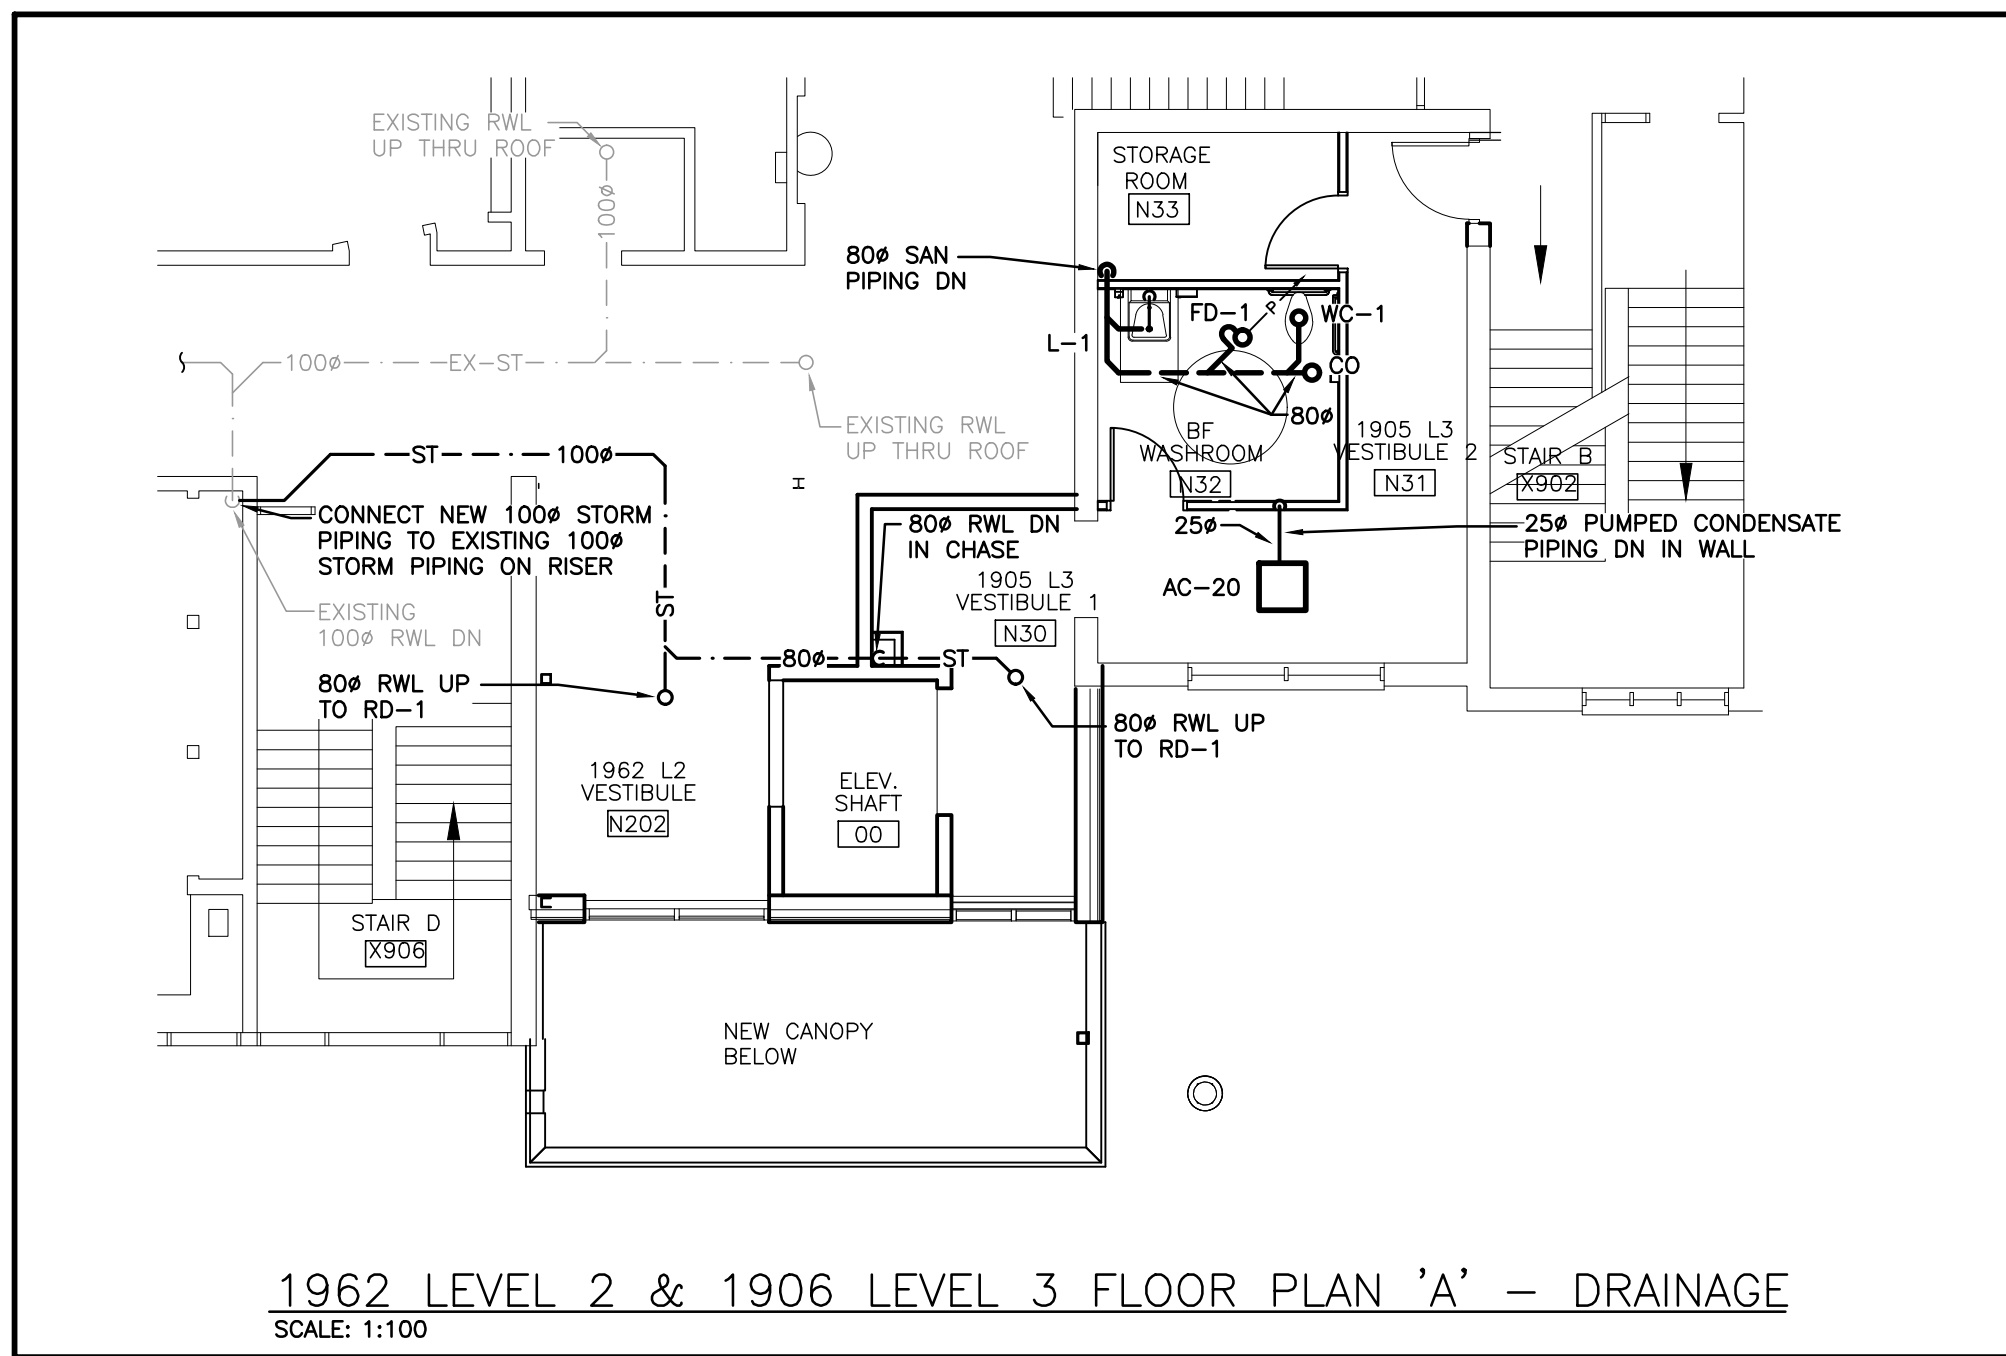 EXISTING RWL
UP THRU ROOF
100ø
STORAGE
ROOM
N33
80ø SAN
PIPING DN
FD-1
P
WC-1
L-1
CO
100ø
EX-ST
80ø
EXISTING RWL
UP THRU ROOF
BF
WASHROOM
N32
1905 L3
VESTIBULE 2
N31
STAIR B
X902
ST
100ø
CONNECT NEW 100ø STORM
PIPING TO EXISTING 100ø
STORM PIPING ON RISER
80ø RWL DN
IN CHASE
25ø
25ø PUMPED CONDENSATE
PIPING DN IN WALL
AC-20
1905 L3
VESTIBULE 1
N30
ST
EXISTING
100ø RWL DN
80ø
ST
80ø RWL UP
TO RD-1
80ø RWL UP
TO RD-1
1962 L2
VESTIBULE
N202
ELEV.
SHAFT
00
STAIR D
X906
NEW CANOPY
BELOW
1962 LEVEL 2 & 1906 LEVEL 3 FLOOR PLAN 'A' - DRAINAGE
SCALE: 1:100